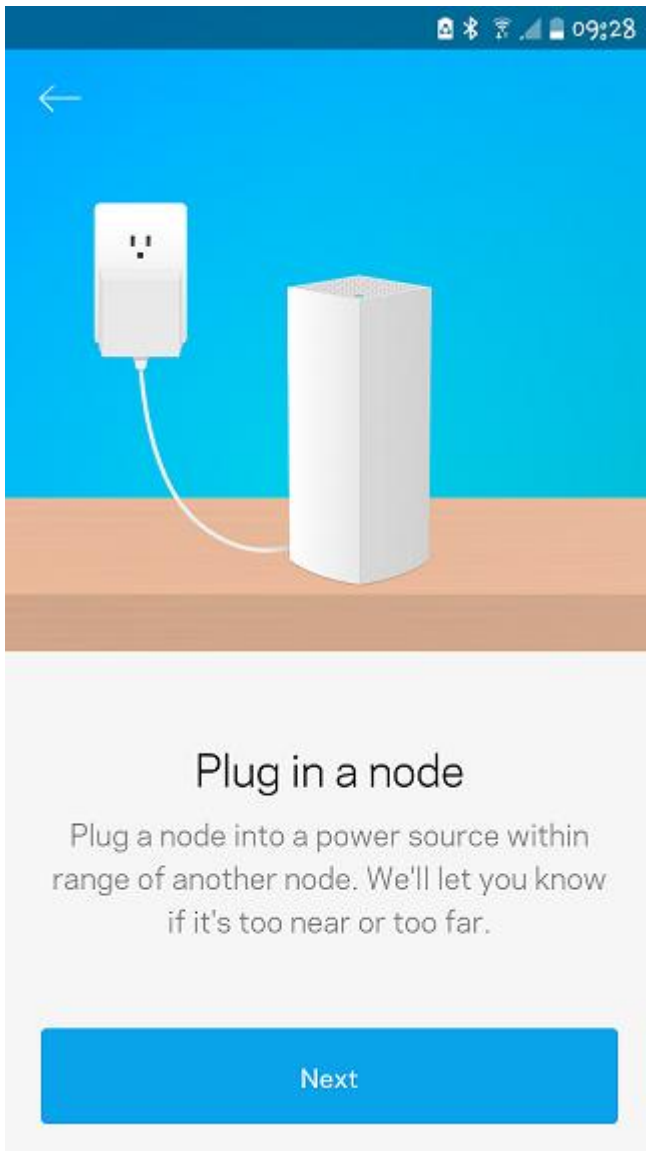 09:28
Plug in a node
Plug a node into a power source within
range of another node. We'll let you know
if it's too near or too far.
Next